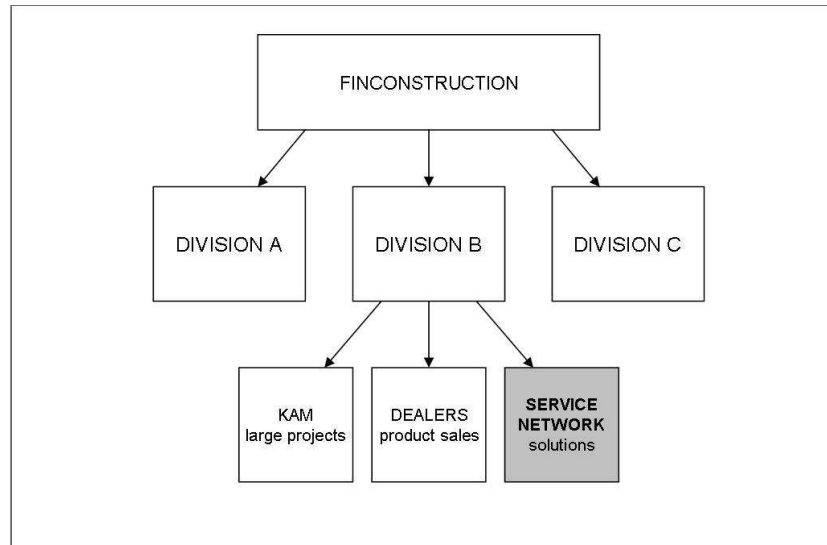 FINCONSTRUCTION
DIVISION A
DIVISION B
DIVISION C
KAM
large projects
DEALERS
product sales
SERVICE
NETWORK
solutions